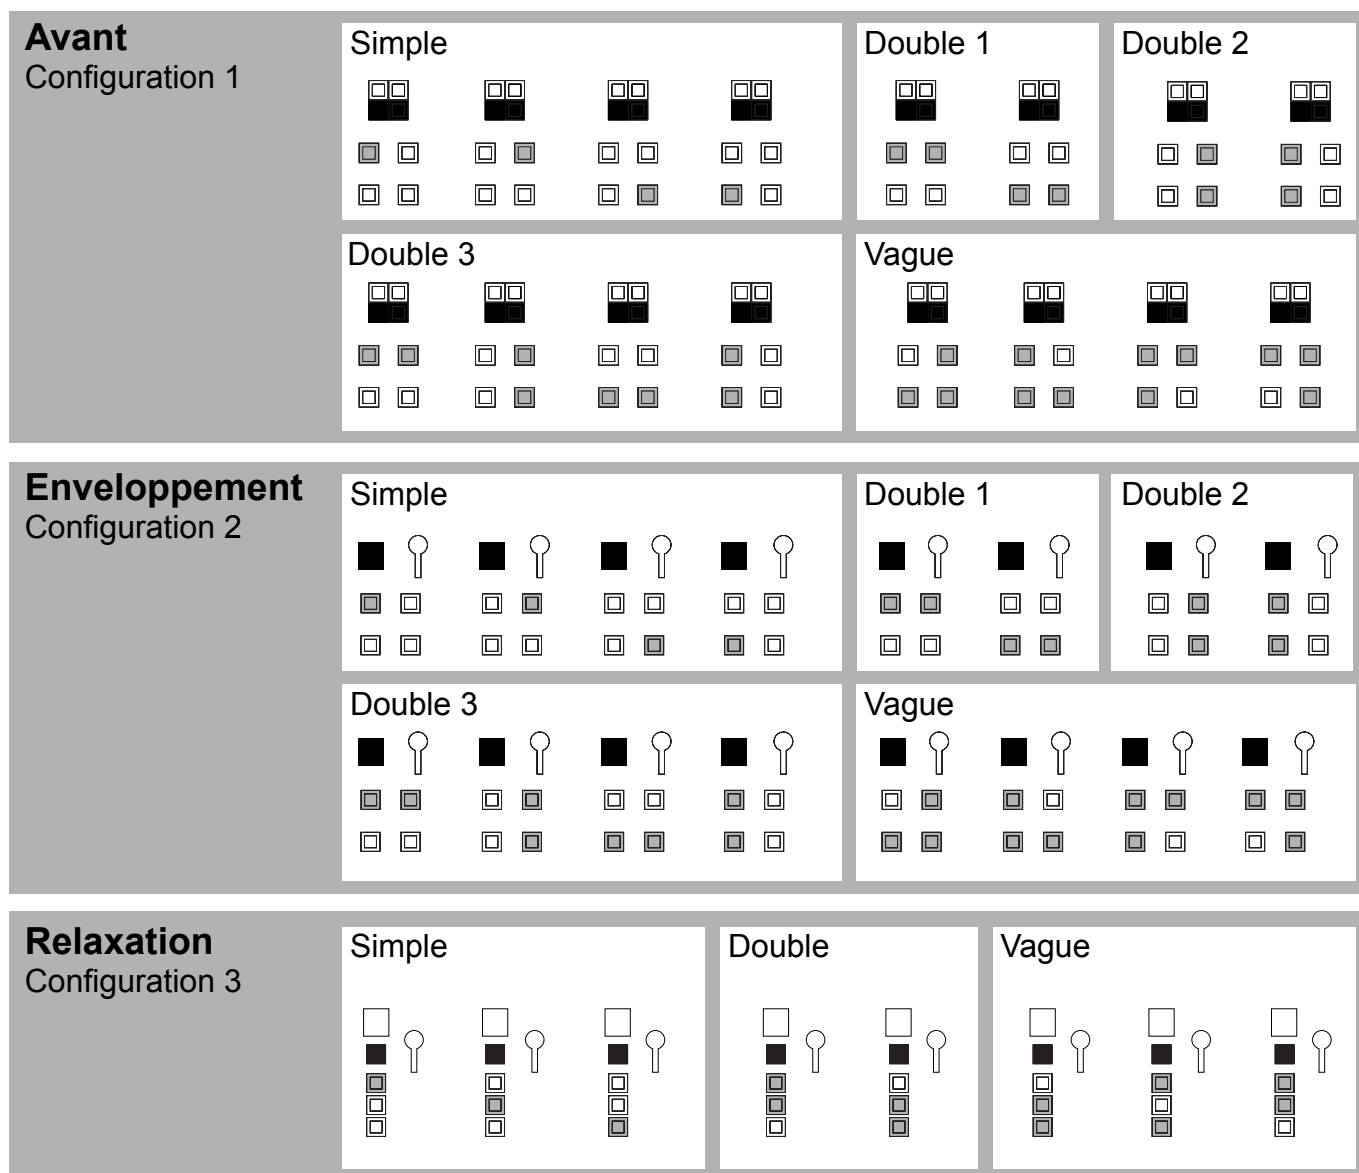 Avant
Configuration 1
Simple
Double 1
Double 2
Double 3
Vague
Enveloppement
Configuration 2
Simple
Double 1
Double 2
Double 3
Vague
Relaxation
Configuration 3
Simple
Double
Vague